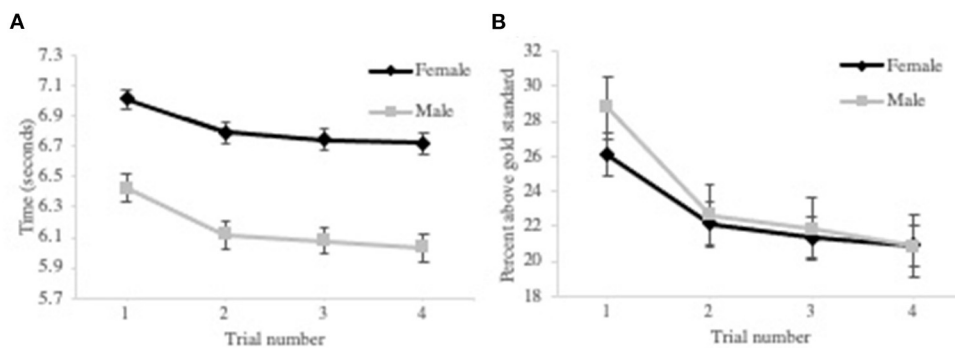 A
7.3
7.1
6.9
6.7
6.5
6.3
6.1
5.9
5.7
Time (seconds)
Female
Male
1 2 3 4
Trial number
B
32
30
28
26
24
22
20
18
Percent above gold standard
Female
Male
1 2 3 4
Trial number